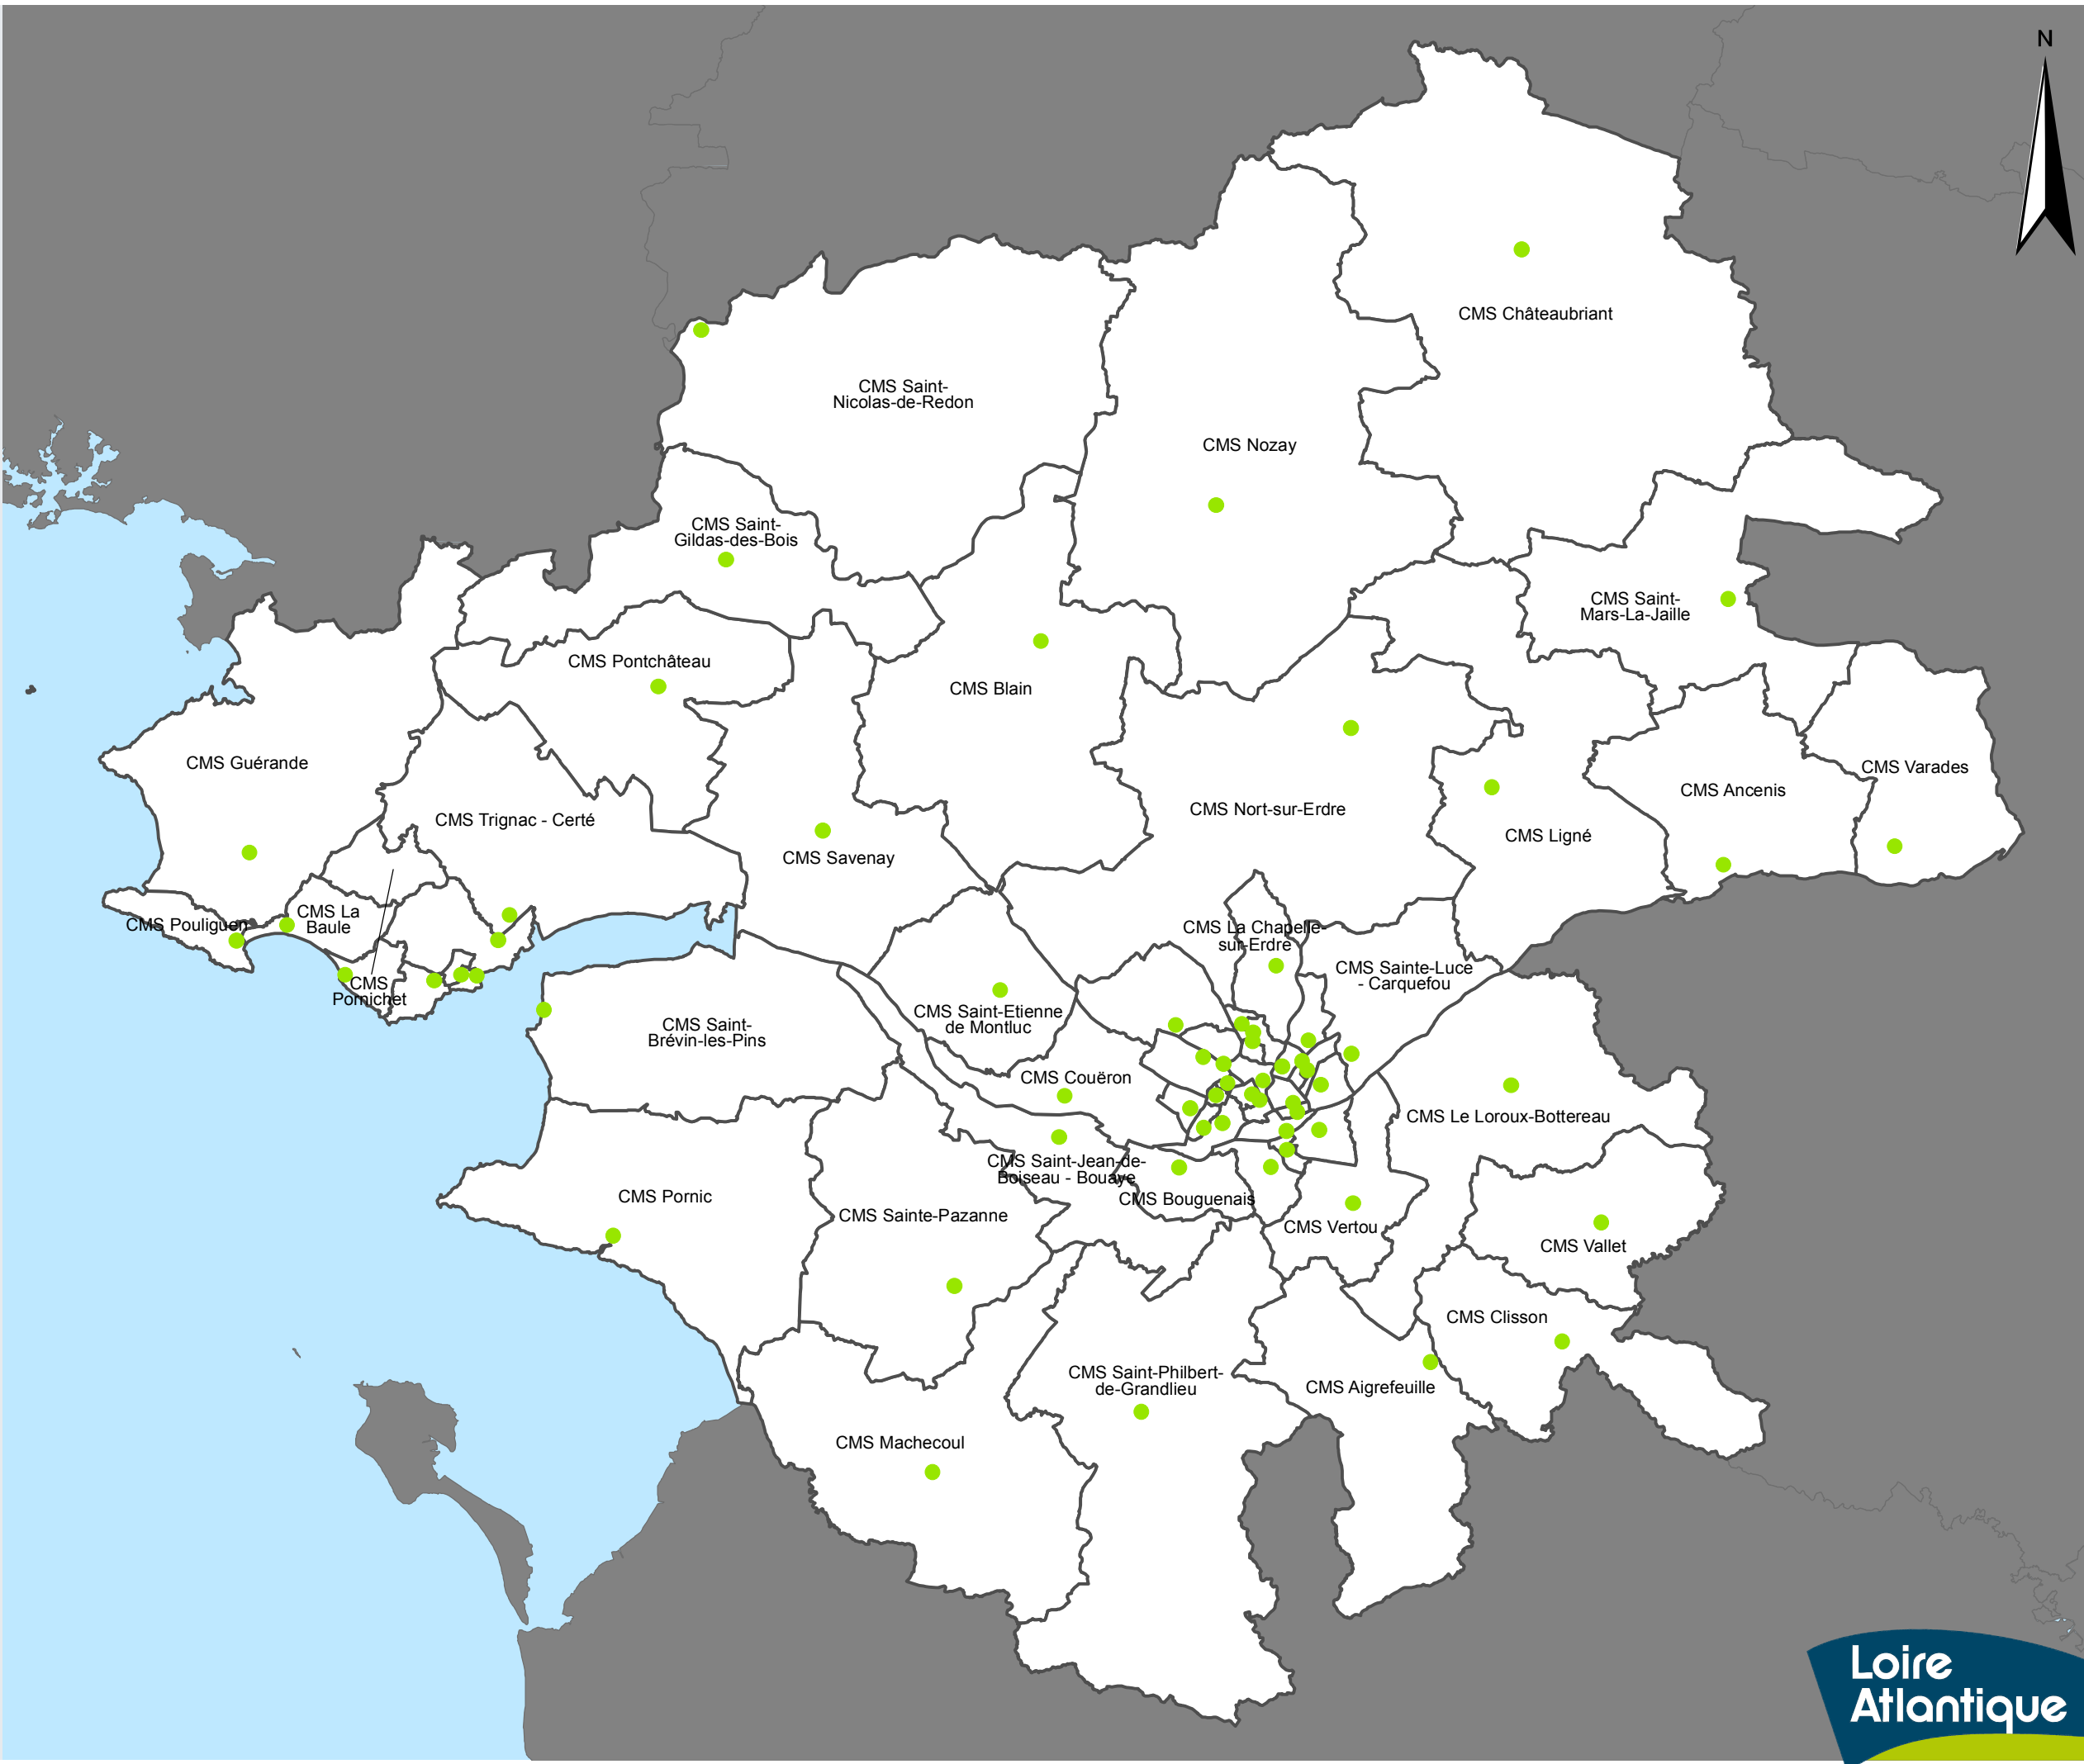 N
CMS Châteaubriant
CMS Saint-
Nicolas-de-Redon
CMS Nozay
CMS Saint-
Gildas-des-Bois
CMS Saint-
Mars-La-Jaille
CMS Pontchâteau
CMS Blain
CMS Guérande
CMS Varades
CMS Ancenis
CMS Nort-sur-Erdre
CMS Trignac - Certé
CMS Ligné
CMS Savenay
CMS La
Baule
CMS Pouliguen
CMS La Chapelle-
sur-Erdre
CMS Sainte-Luce
- Carquefou
CMS
Pornichet
CMS Saint-Etienne
de Montluc
CMS Saint-
Brévin-les-Pins
CMS Couëron
CMS Le Loroux-Bottereau
CMS Saint-Jean-de-
Boiseau - Bouaye
CMS Pornic
CMS Bouguenais
CMS Sainte-Pazanne
CMS Vertou
CMS Vallet
CMS Clisson
CMS Saint-Philbert-
de-Grandlieu
CMS Aigrefeuille
CMS Machecoul
Loire
Atlantique